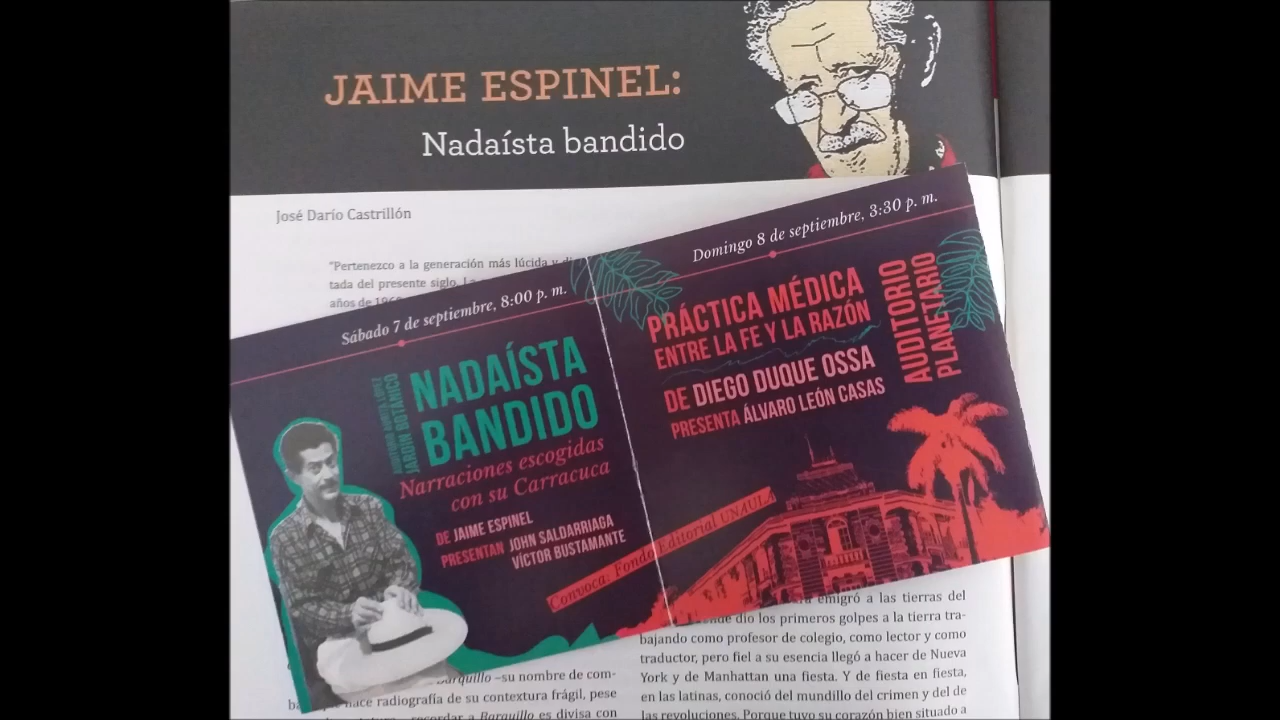 JAIME ESPINEL:
Nadaísta bandido
José Darío Castrillón
"Pertenezco a la generación más lúcida y
tada del presente siglo.
años de
Sábado 7 de septiembre, 8:00 p. m.
JARDÍN BOTÁNICO
NADAÍSTA
BANDIDO
Narraciones escogidas
con su Carracuca
DE JAIME ESPINEL
PRESENTAN JOHN SALDARRIAGA
VÍCTOR BUSTAMANTE
Domingo 8 de septiembre, 3:30 p. m.
PRÁCTICA MÉDICA
ENTRE LA FE Y LA RAZÓN
DE DIEGO DUQUE OSSA
PRESENTA ÁLVARO LEÓN CASAS
AUDITORIO
PLANETARIO
Convoca: Fondo Editorial UNAULA
Barquillo –su nombre de com-
hace radiografía de su contextura frágil, pese
recordar a Barquillo es divisa con
emigró a las tierras del
dio los primeros golpes a la tierra tra-
bajando como profesor de colegio, como lector y como
traductor, pero fiel a su esencia llegó a hacer de Nueva
York y de Manhattan una fiesta. Y de fiesta en fiesta,
en las latinas, conoció del mundillo del crimen y del de
las revoluciones. Porque tuvo su corazón bien situado a